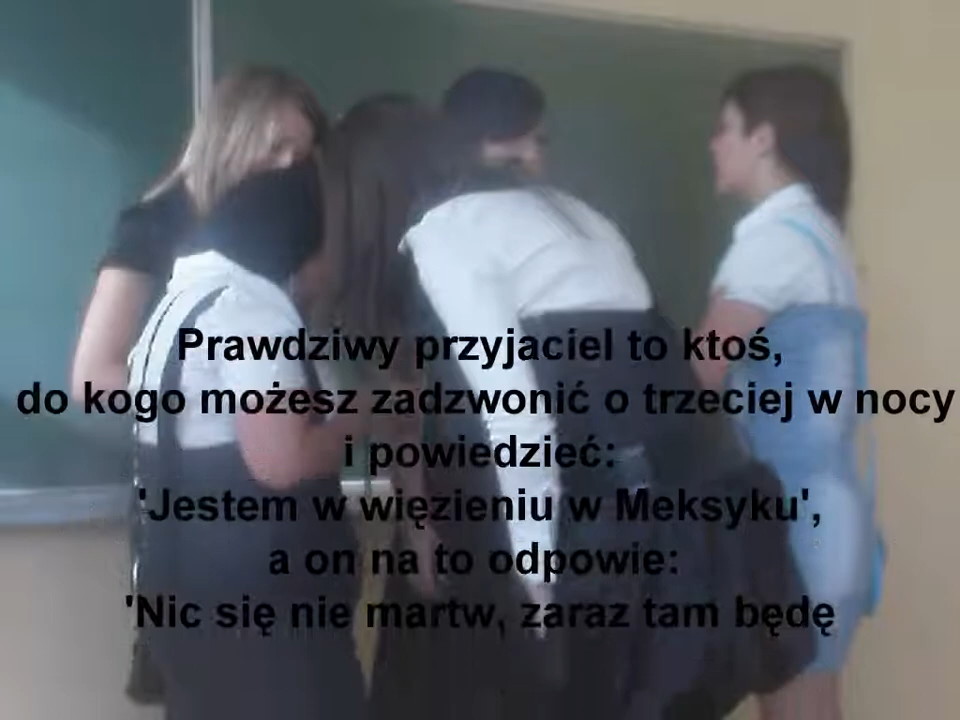 Prawdziwy przyjaciel to ktoś,
do kogo możesz zadzwonić o trzeciej w nocy
i powiedzieć:
'Jestem w więzieniu w Meksyku',
a on na to odpowie:
'Nic się nie martw, zaraz tam będę